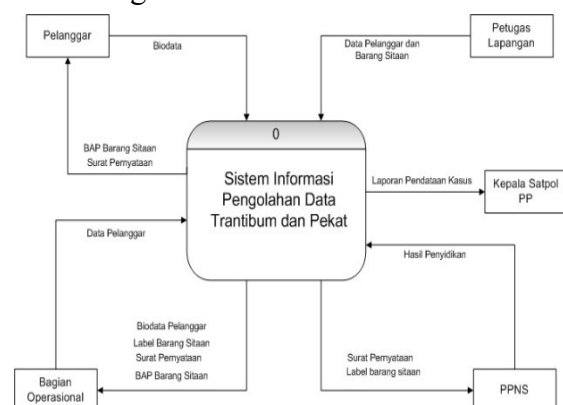 Pelanggar
Biodata
Petugas
Lapangan
Data Pelanggar dan
Barang Sitaan
0
Sistem Informasi
Pengolahan Data
Trantibum dan Pekat
BAP Barang Sitaan
Surat Pernyataan
Laporan Pendataan Kasus
Kepala Satpol
PP
Data Pelanggar
Hasil Penyidikan
Biodata Pelanggar
Label Barang Sitaan
Surat Pernyataan
BAP Barang Sitaan
Surat Pernyataan
Label barang sitaan
Bagian
Operasional
PPNS